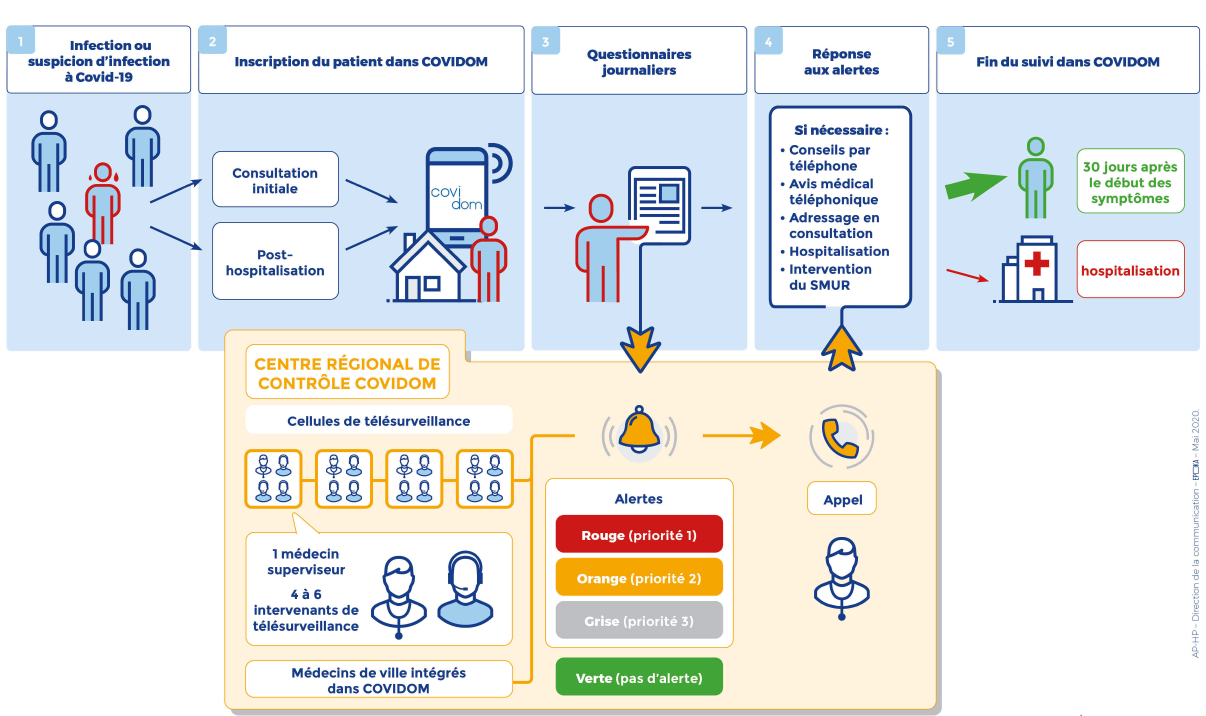 1
Infection ou
suspicion d'infection
à Covid-19
2
Inscription du patient dans COVIDOM
3
Questionnaires
journaliers
4
Réponse
aux alertes
5
Fin du suivi dans COVIDOM
Consultation
initiale
Post-
hospitalisation
covi
dom
Si nécessaire :
• Conseils par
téléphone
• Avis médical
téléphonique
• Adressage en
consultation
• Hospitalisation
• Intervention
du SMUR
30 jours après
le début des
symptômes
hospitalisation
CENTRE RÉGIONAL DE
CONTRÔLE COVIDOM
Cellules de télésurveillance
1 médecin
superviseur
4 à 6
intervenants de
télésurveillance
Médecins de ville intégrés
dans COVIDOM
Alertes
Rouge (priorité 1)
Orange (priorité 2)
Grise (priorité 3)
Verte (pas d'alerte)
Appel
AP-HP – Direction de la communication – – Mai 2020.